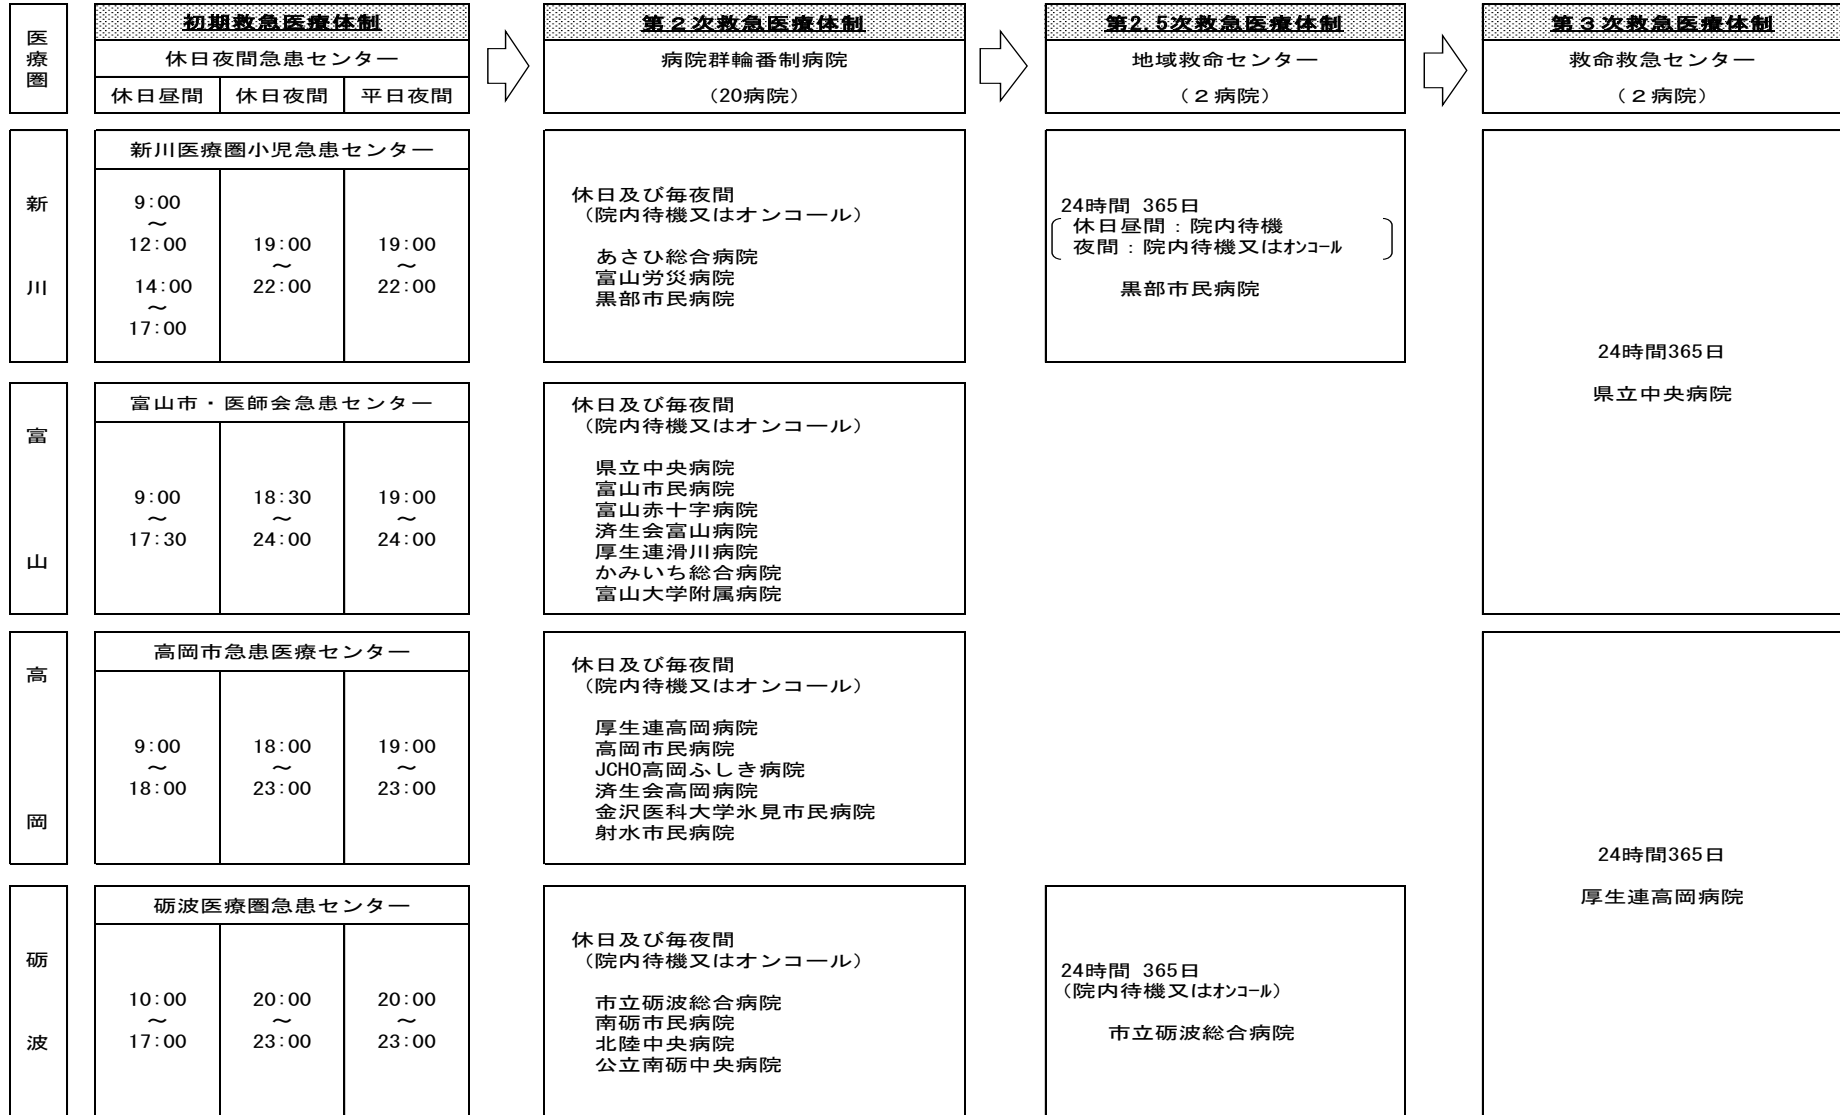 医療圏
初期救急医療体制
休日夜間急患センター
休日昼間 休日夜間 平日夜間
第２次救急医療体制
病院群輪番制病院
（20病院）
第2.5次救急医療体制
地域救命センター
（２病院）
第３次救急医療体制
救命救急センター
（２病院）
新川
新川医療圏小児急患センター
9:00
～
12:00
14:00
～
17:00
19:00
～
22:00
19:00
～
22:00
休日及び毎夜間
（院内待機又はオンコール）
あさひ総合病院
富山労災病院
黒部市民病院
24時間 365日
休日昼間：院内待機
夜間：院内待機又はオンコール
黒部市民病院
24時間365日
県立中央病院
富山
富山市・医師会急患センター
9:00
～
17:30
18:30
～
24:00
19:00
～
24:00
休日及び毎夜間
（院内待機又はオンコール）
県立中央病院
富山市民病院
富山赤十字病院
済生会富山病院
厚生連滑川病院
かみいち総合病院
富山大学附属病院
高岡
高岡市急患医療センター
9:00
～
18:00
18:00
～
23:00
19:00
～
23:00
休日及び毎夜間
（院内待機又はオンコール）
厚生連高岡病院
高岡市民病院
JCHO高岡ふしき病院
済生会高岡病院
金沢医科大学氷見市民病院
射水市民病院
24時間365日
厚生連高岡病院
砺波
砺波医療圏急患センター
10:00
～
17:00
20:00
～
23:00
20:00
～
23:00
休日及び毎夜間
（院内待機又はオンコール）
市立砺波総合病院
南砺市民病院
北陸中央病院
公立南砺中央病院
24時間 365日
（院内待機又はオンコール）
市立砺波総合病院